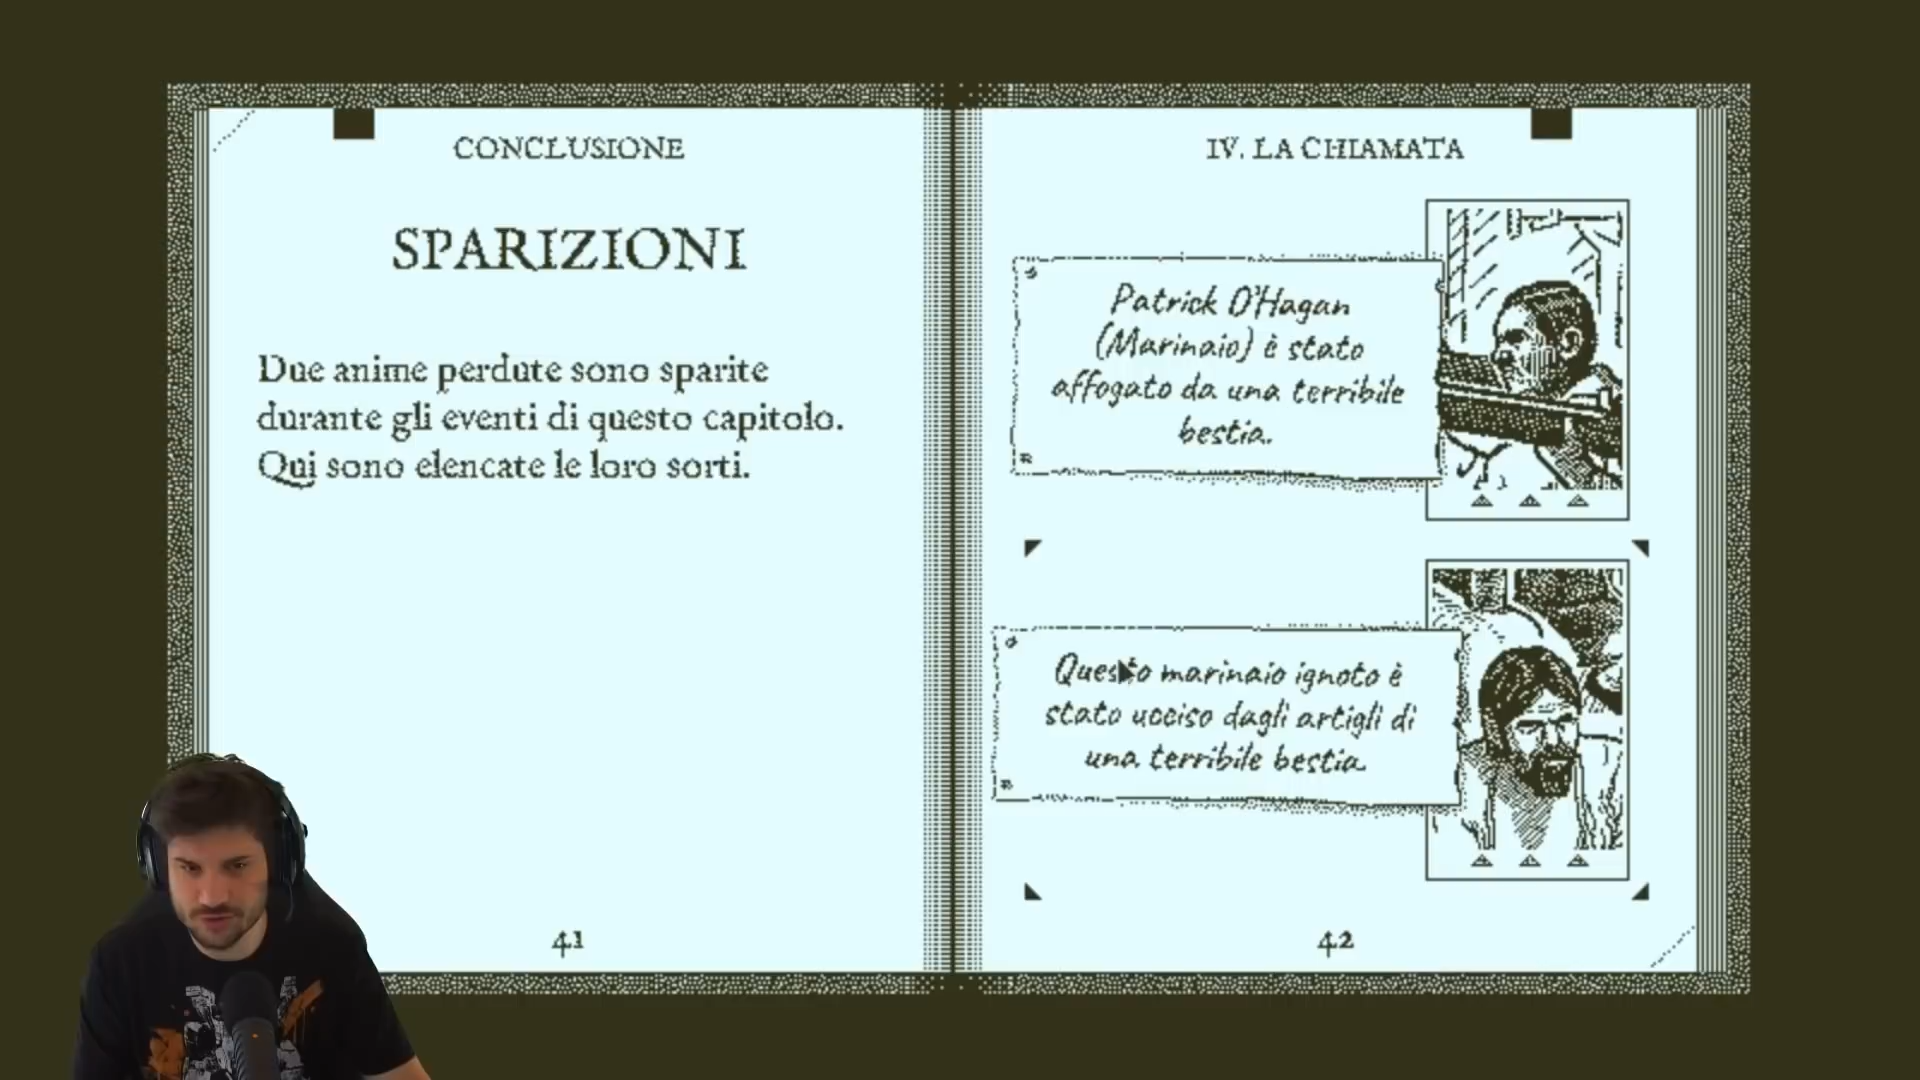 CONCLUSIONE
SPARIZIONI
Due anime perdute sono sparite
durante gli eventi di questo capitolo.
Qui sono elencate le loro sorti.
41
IV. LA CHIAMATA
Patrick O'Hagan
(Marinaio) è stato
affogato da una terribile
bestia.
Questo marinaio ignoto è
stato ucciso dagli artigli di
una terribile bestia.
42